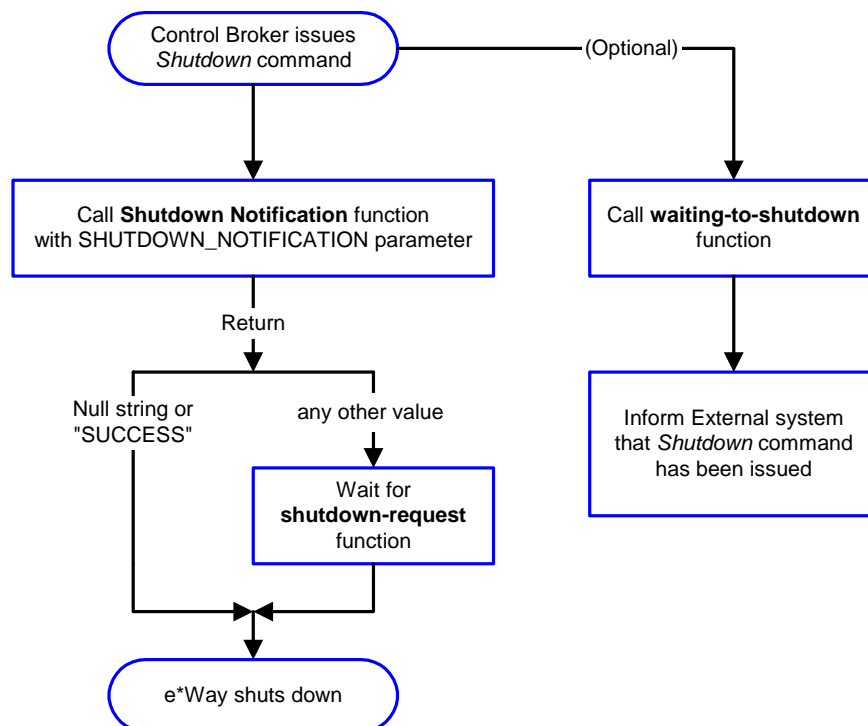 Control Broker issues
Shutdown command
(Optional)
Call Shutdown Notification function
with SHUTDOWN_NOTIFICATION parameter
Call waiting-to-shutdown
function
Return
Null string or
"SUCCESS"
any other value
Inform External system
that Shutdown command
has been issued
Wait for
shutdown-request
function
e*Way shuts down